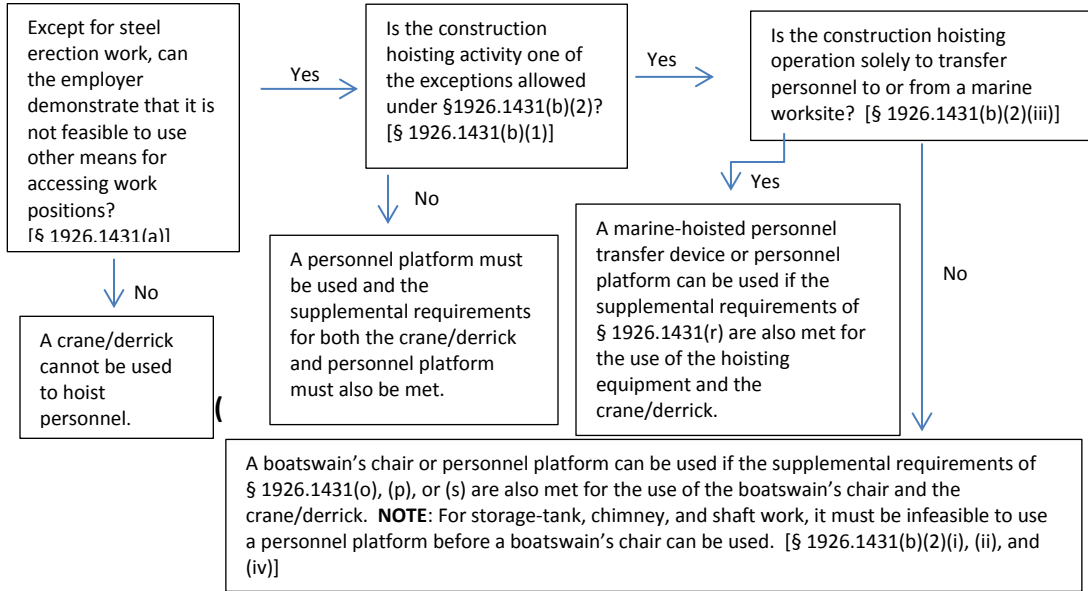 Except for steel
erection work, can
the employer
demonstrate that it is
not feasible to use
other means for
accessing work
positions?
[§ 1926.1431(a)]
Yes
Is the construction
hoisting activity one of
the exceptions allowed
under §1926.1431(b)(2)?
[§ 1926.1431(b)(1)]
Yes
Is the construction hoisting
operation solely to transfer
personnel to or from a marine
worksite? [§ 1926.1431(b)(2)(iii)]
No
A crane/derrick
cannot be used
to hoist
personnel.
(
No
A personnel platform must
be used and the
supplemental requirements
for both the crane/derrick
and personnel platform
must also be met.
Yes
A marine-hoisted personnel
transfer device or personnel
platform can be used if the
supplemental requirements of
§ 1926.1431(r) are also met for
the use of the hoisting
equipment and the
crane/derrick.
No
A boatswain’s chair or personnel platform can be used if the supplemental requirements of
§ 1926.1431(o), (p), or (s) are also met for the use of the boatswain’s chair and the
crane/derrick. NOTE: For storage-tank, chimney, and shaft work, it must be infeasible to use
a personnel platform before a boatswain’s chair can be used. [§ 1926.1431(b)(2)(i), (ii), and
(iv)]